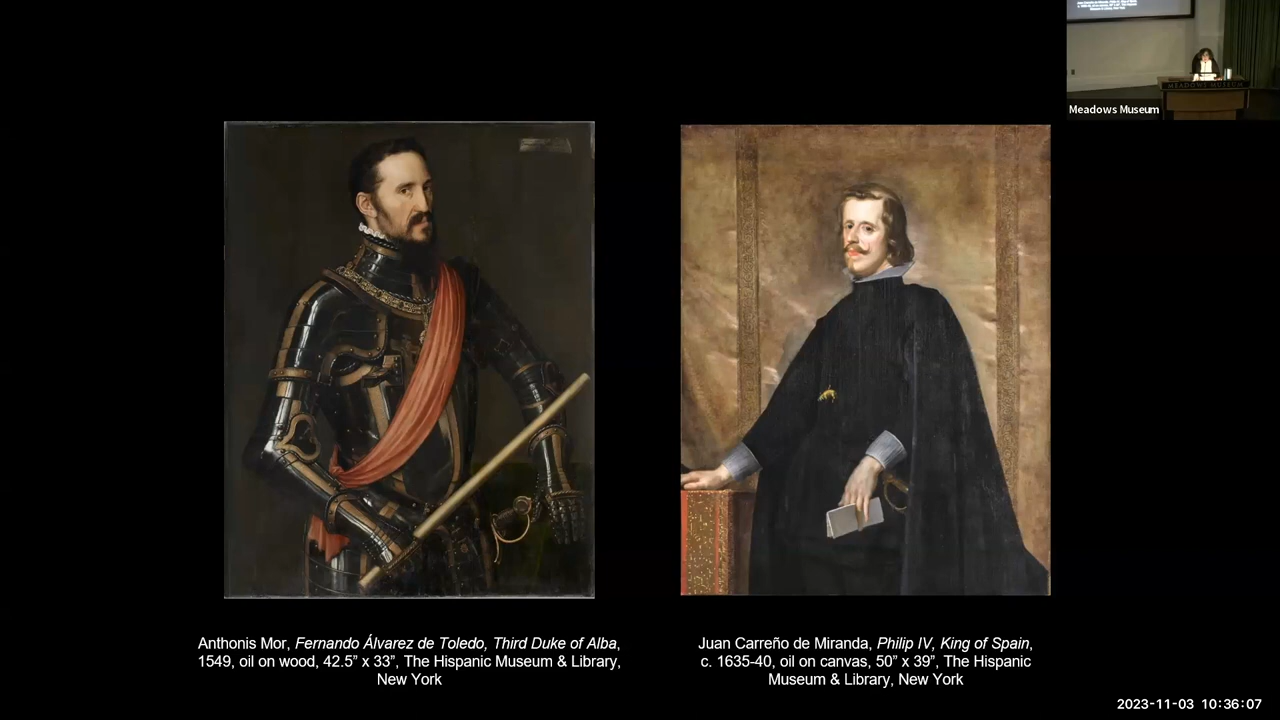 Meadows Museum
MEADOWS MUSEUM
Anthonis Mor, Fernando Álvarez de Toledo, Third Duke of Alba,
1549, oil on wood, 42.5” x 33”, The Hispanic Museum & Library,
New York
Juan Carreño de Miranda, Philip IV, King of Spain,
c. 1635-40, oil on canvas, 50” x 39”, The Hispanic
Museum & Library, New York
2023-11-03 10:36:07